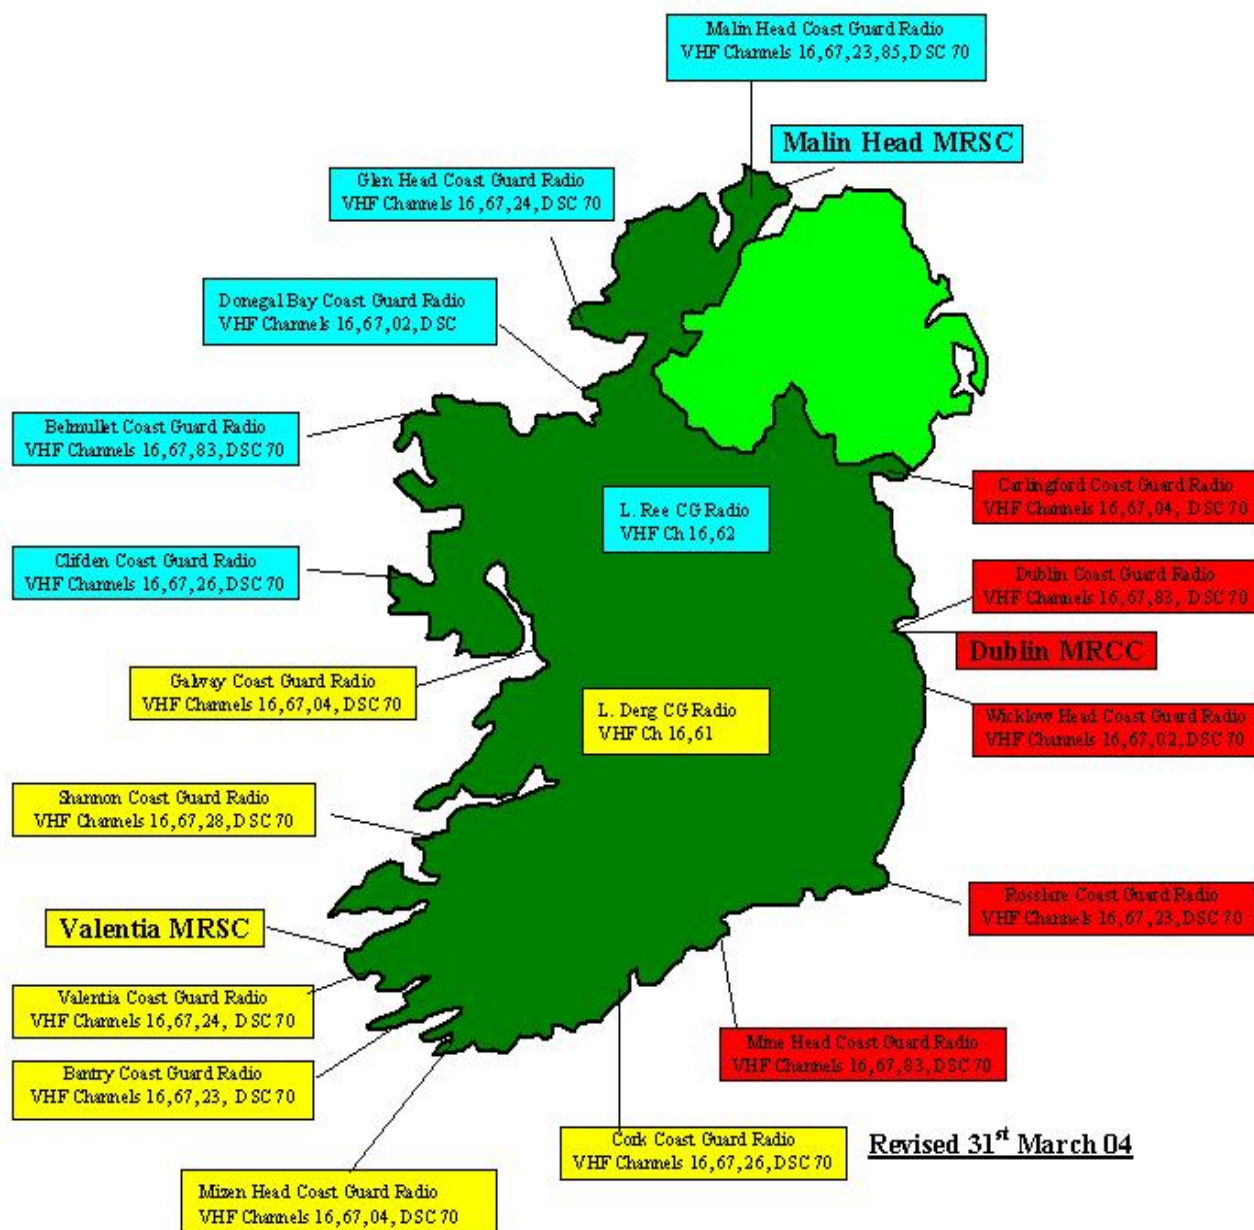 Malin Head Coast Guard Radio
VHF Channels 16,67,23,85,DSC 70
Malin Head MRSC
Glen Head Coast Guard Radio
VHF Channels 16,67,24,DSC 70
Donegal Bay Coast Guard Radio
VHF Channels 16,67,02,DSC
Belmullet Coast Guard Radio
VHF Channels 16,67,83,DSC 70
Carlingford Coast Guard Radio
VHF Channels 16,67,04, DSC 70
L. Ree CG Radio
VHF Ch 16,62
Clifden Coast Guard Radio
VHF Channels 16,67,26,DSC 70
Dublin Coast Guard Radio
VHF Channels 16,67,83, DSC 70
Dublin MRCC
Galway Coast Guard Radio
VHF Channels 16,67,04,DSC 70
L. Derg CG Radio
VHF Ch 16,61
Wicklow Head Coast Guard Radio
VHF Channels 16,67,02,DSC 70
Shannon Coast Guard Radio
VHF Channels 16,67,28,DSC 70
Rosslare Coast Guard Radio
VHF Channels 16,67,23,DSC 70
Valentia MRSC
Valentia Coast Guard Radio
VHF Channels 16,67,24, DSC 70
Mine Head Coast Guard Radio
VHF Channels 16,67,83,DSC 70
Bantry Coast Guard Radio
VHF Channels 16,67,23, DSC 70
Cork Coast Guard Radio
VHF Channels 16,67,26,DSC 70
Revised 31st March 04
Mizen Head Coast Guard Radio
VHF Channels 16,67,04,DSC 70